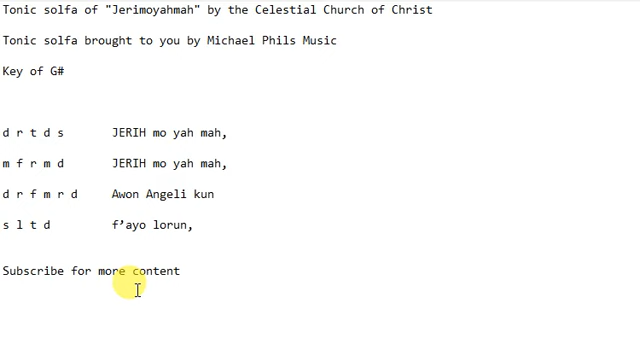 Tonic solfa of "Jerimoyahmah" by the Celestial Church of Christ
Tonic solfa brought to you by Michael Phils Music
Key of G#
d r t d s JERIH mo yah mah,
m f r m d JERIH mo yah mah,
d r f m r d Awon Angeli kun
s l t d f’ayo lorun,
Subscribe for more content